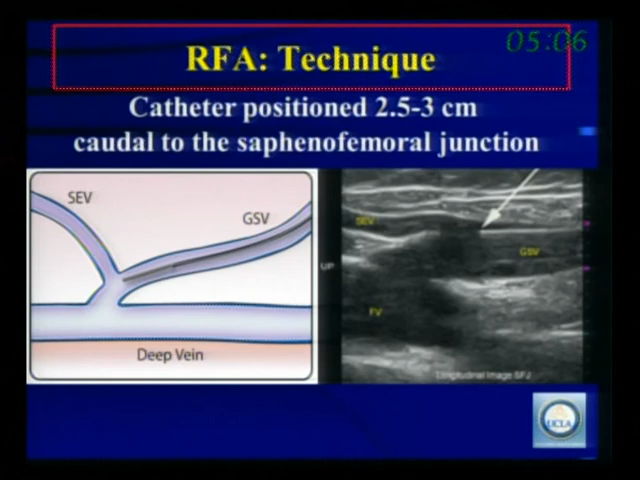 05:06
RFA: Technique
Catheter positioned 2.5-3 cm
caudal to the saphenofemoral junction
SEV
GSV
Deep Vein
SEV
GSV
UP
FV
Longitudinal Image SFJ
UCLA